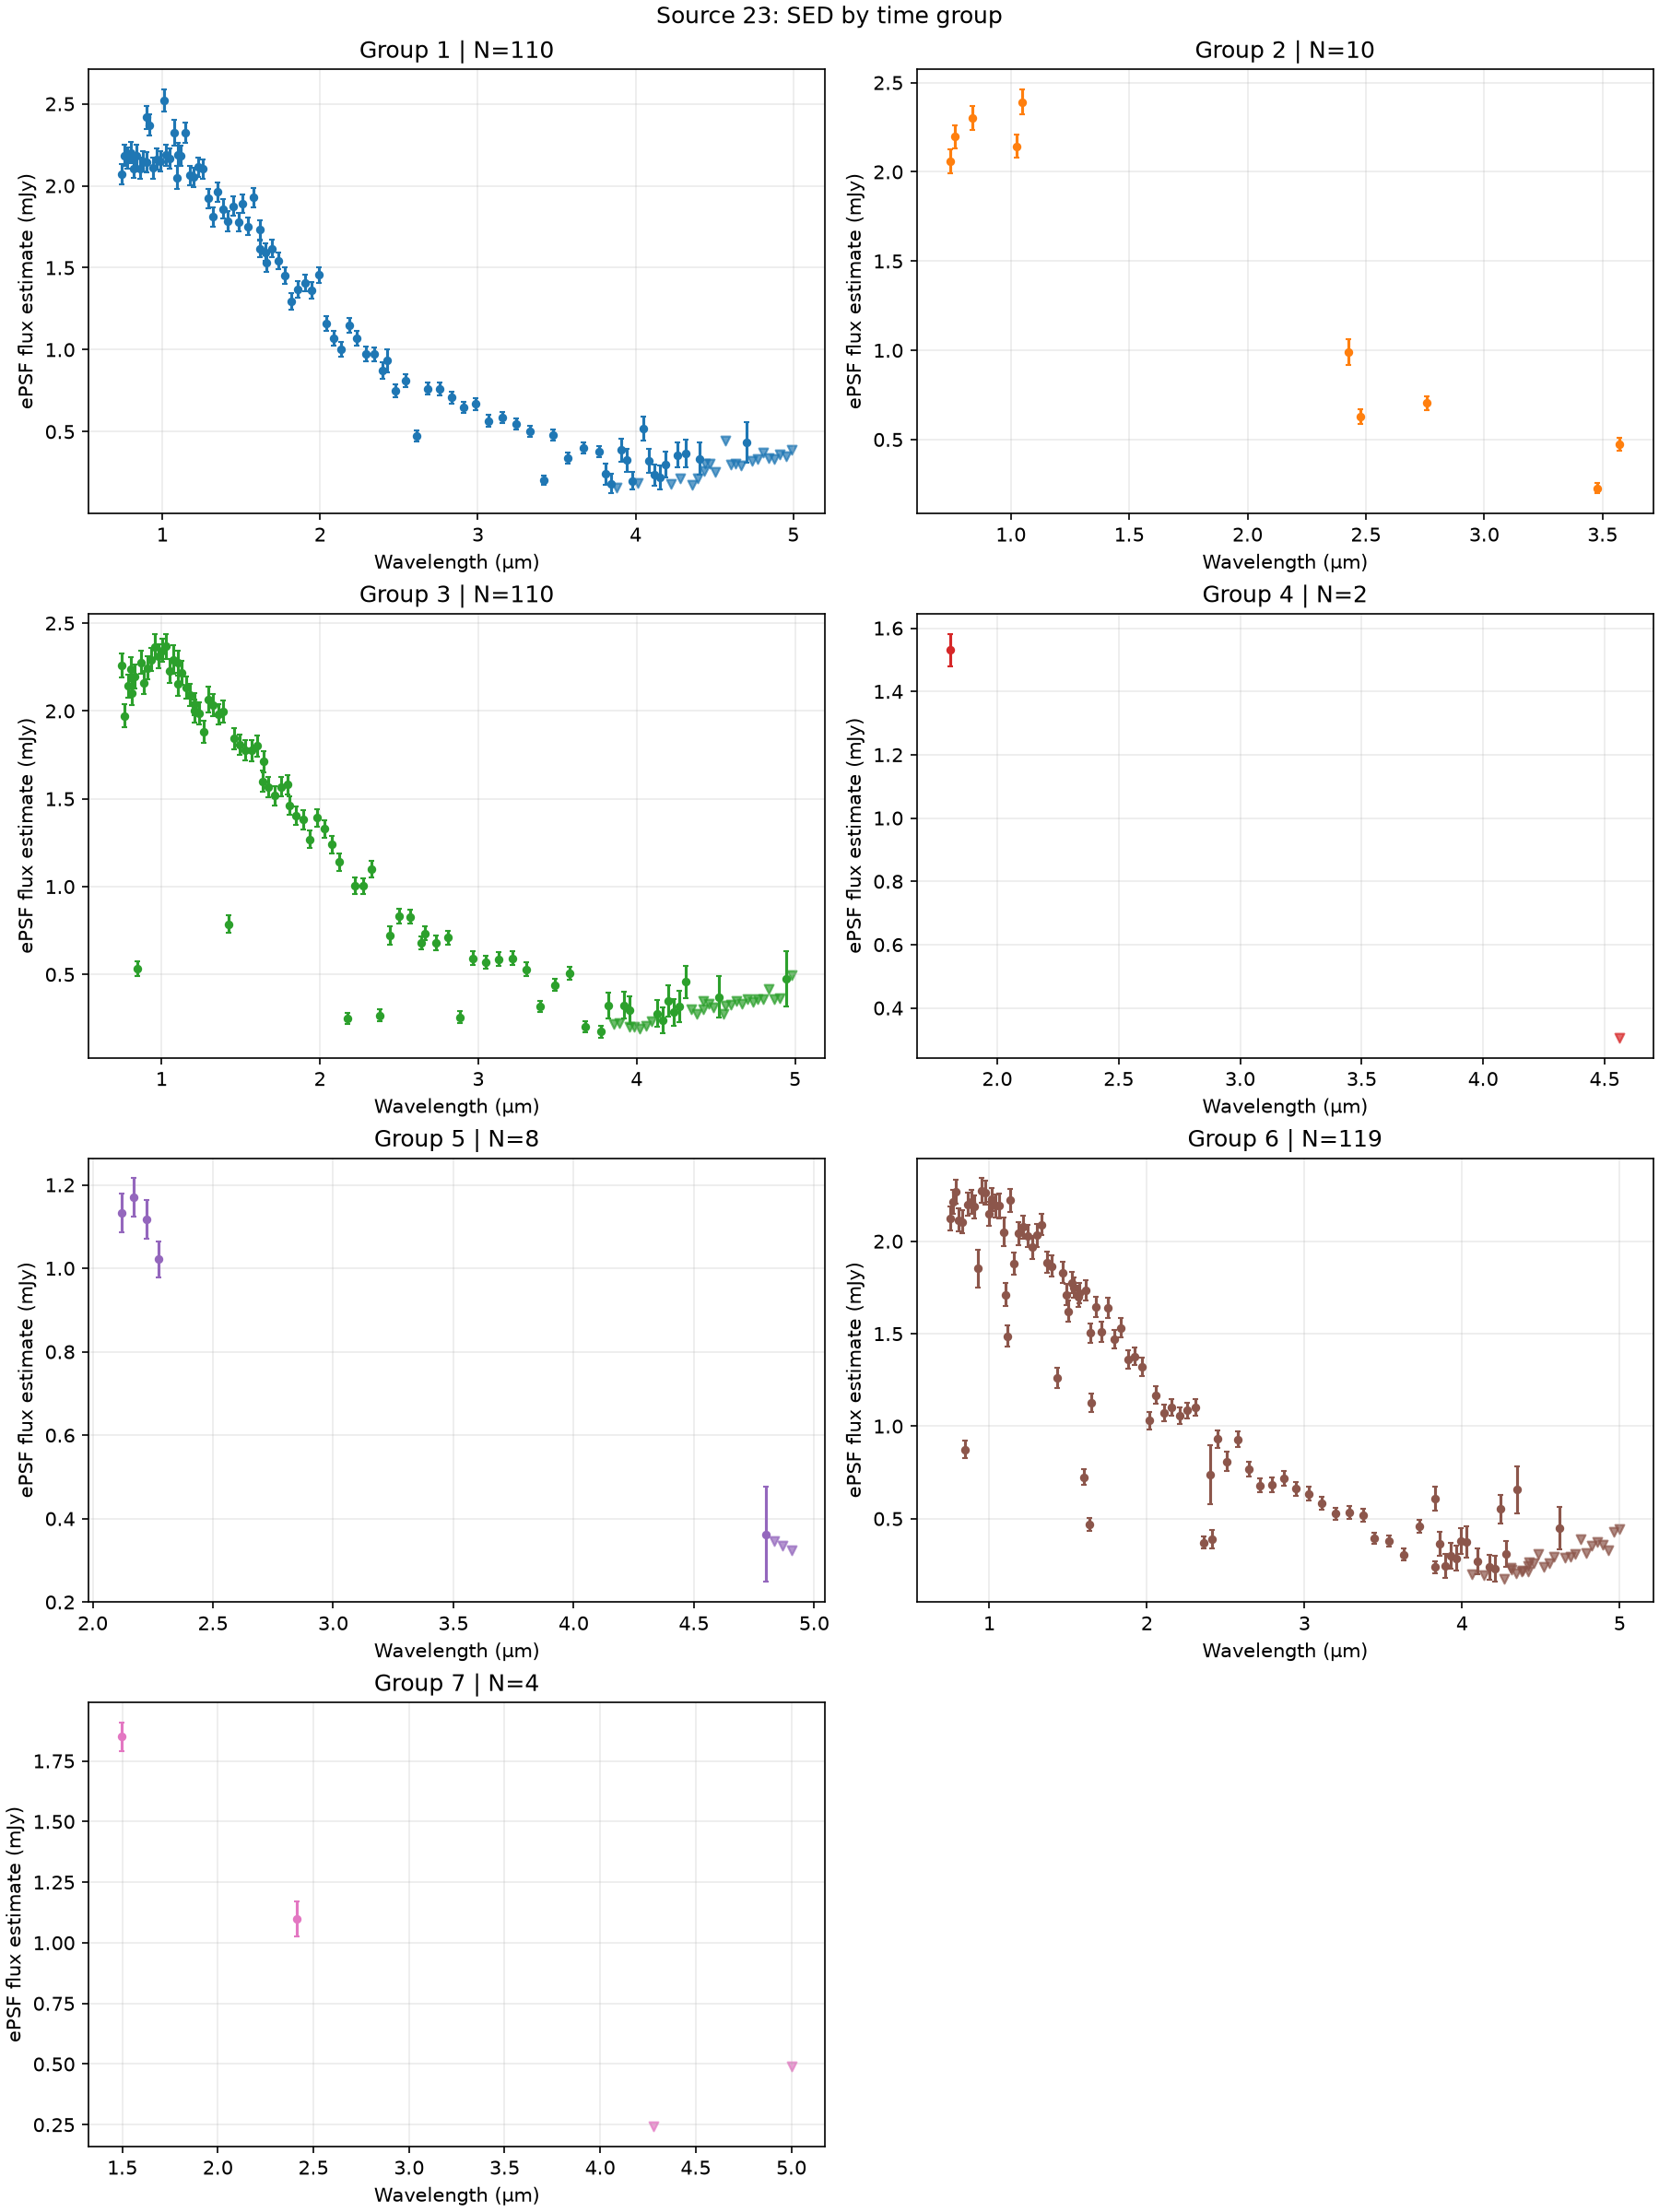 Source 23: SED by time group
Group 1 | N=110
ePSF flux estimate (mJy)
2.5
2.0
1.5
1.0
0.5
1 2 3 4 5
Wavelength (µm)
Group 2 | N=10
ePSF flux estimate (mJy)
2.5
2.0
1.5
1.0
0.5
1.0 1.5 2.0 2.5 3.0 3.5
Wavelength (µm)
Group 3 | N=110
ePSF flux estimate (mJy)
2.5
2.0
1.5
1.0
0.5
1 2 3 4 5
Wavelength (µm)
Group 4 | N=2
ePSF flux estimate (mJy)
1.6
1.4
1.2
1.0
0.8
0.6
0.4
2.0 2.5 3.0 3.5 4.0 4.5
Wavelength (µm)
Group 5 | N=8
ePSF flux estimate (mJy)
1.2
1.0
0.8
0.6
0.4
0.2
2.0 2.5 3.0 3.5 4.0 4.5 5.0
Wavelength (µm)
Group 6 | N=119
ePSF flux estimate (mJy)
2.0
1.5
1.0
0.5
1 2 3 4 5
Wavelength (µm)
Group 7 | N=4
ePSF flux estimate (mJy)
1.75
1.50
1.25
1.00
0.75
0.50
0.25
1.5 2.0 2.5 3.0 3.5 4.0 4.5 5.0
Wavelength (µm)